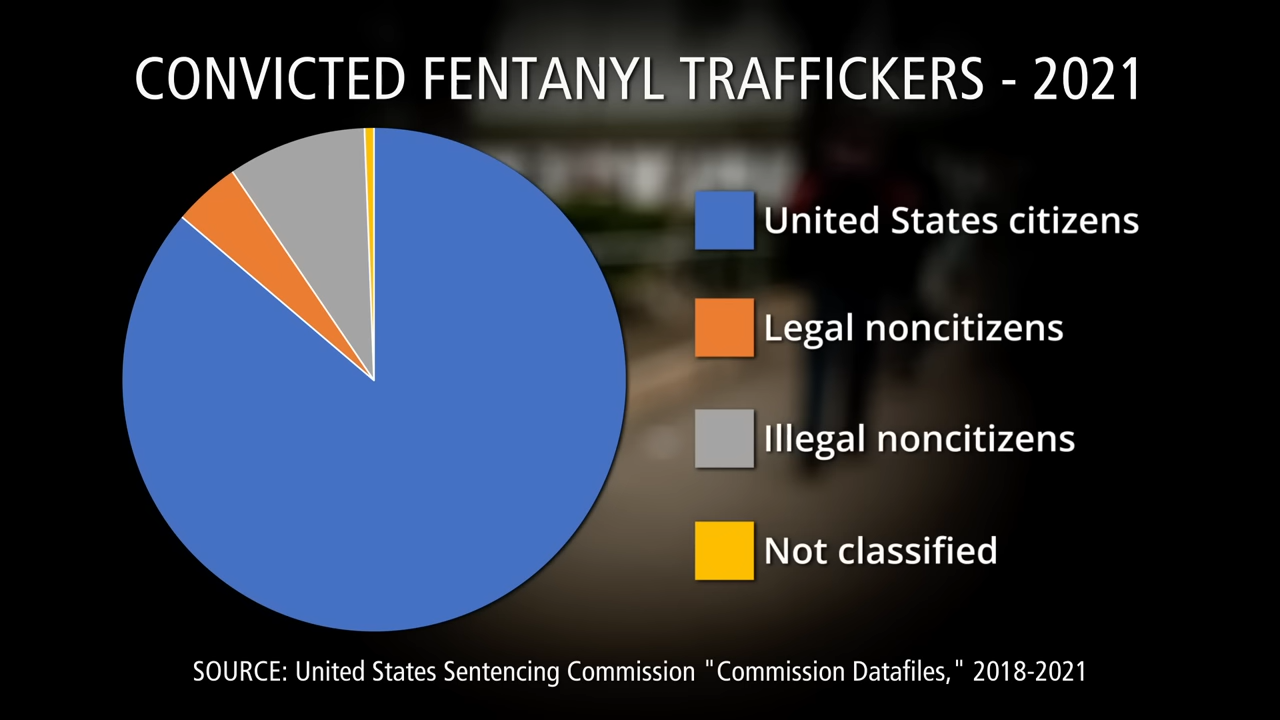 CONVICTED FENTANYL TRAFFICKERS - 2021
United States citizens
Legal noncitizens
Illegal noncitizens
Not classified
SOURCE: United States Sentencing Commission "Commission Datafiles," 2018-2021